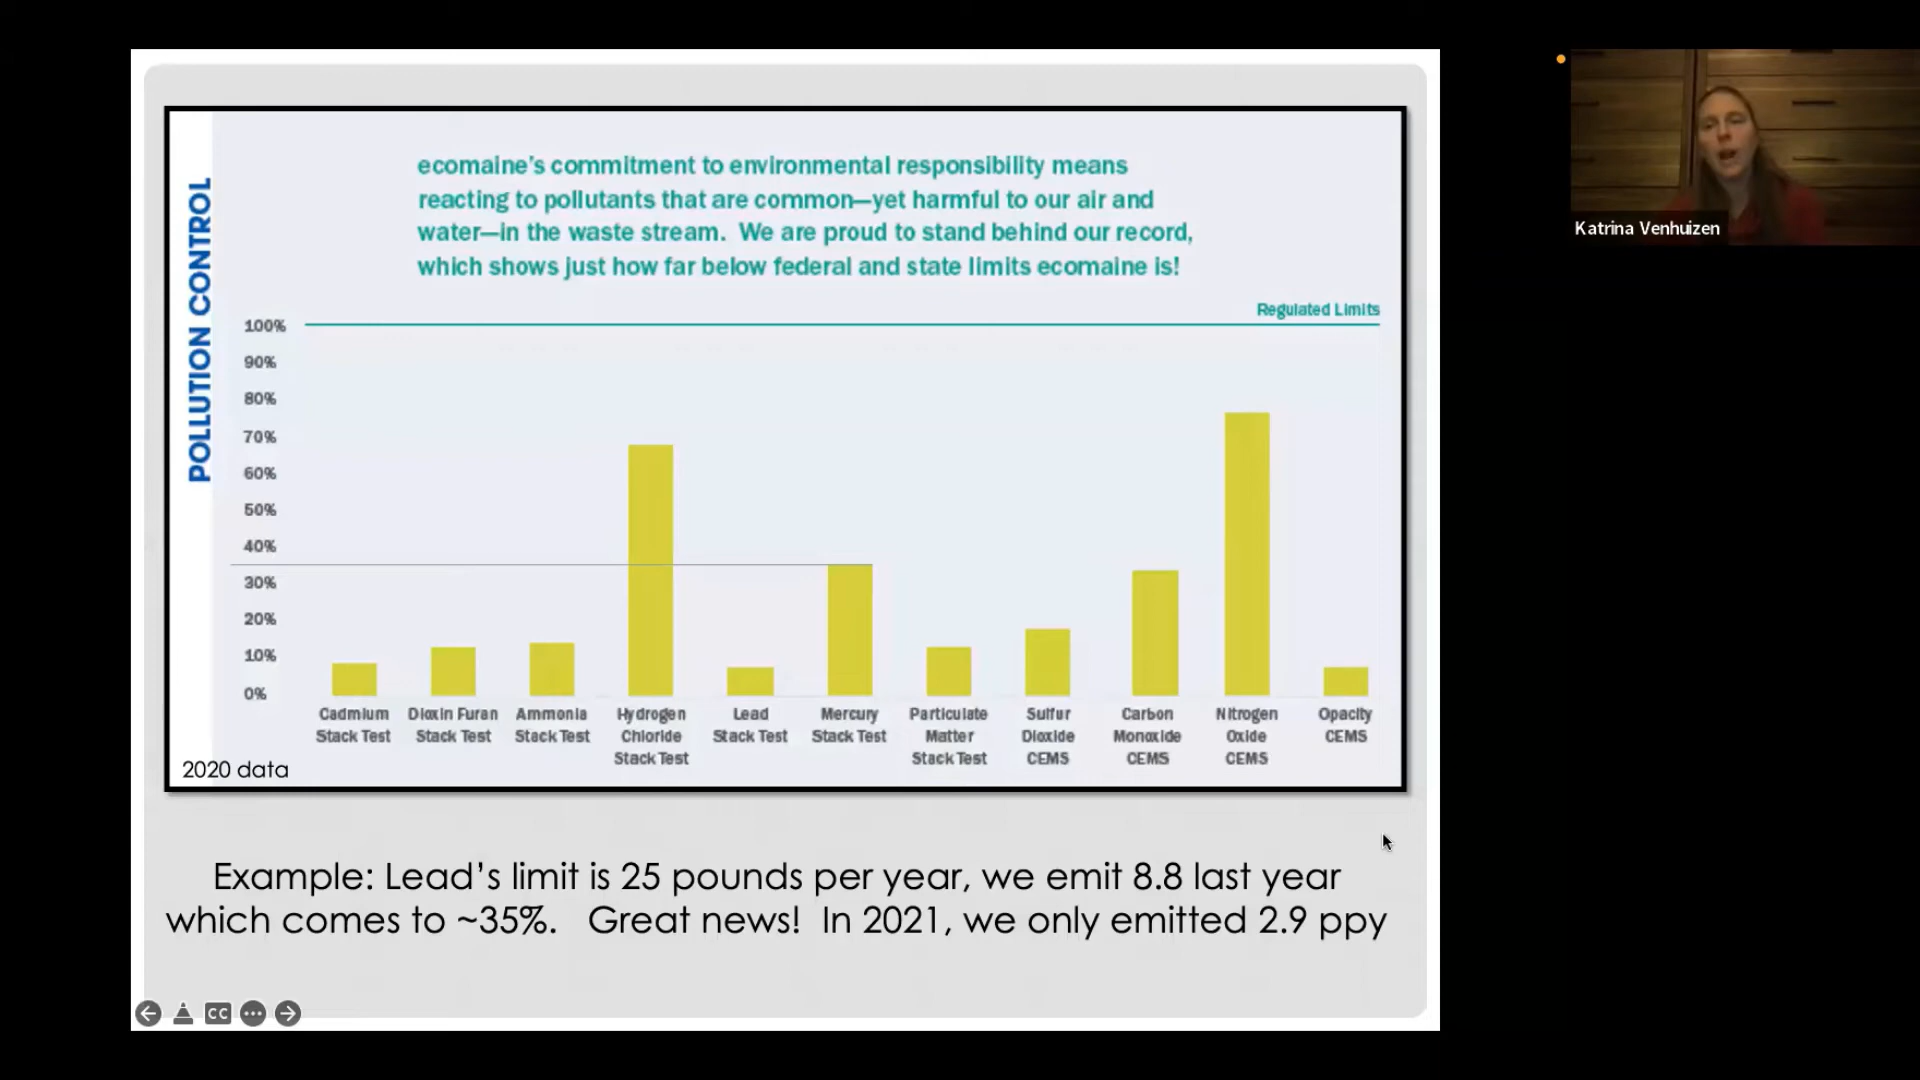 POLLUTION CONTROL
ecomaine's commitment to environmental responsibility means
reacting to pollutants that are common—yet harmful to our air and
water—in the waste stream.  We are proud to stand behind our record,
which shows just how far below federal and state limits ecomaine is!
Regulated Limits
100%
90%
80%
70%
60%
50%
40%
30%
20%
10%
0%
Cadmium
Stack Test
Dioxin Furan
Stack Test
Ammonia
Stack Test
Hydrogen
Chloride
Stack Test
Lead
Stack Test
Mercury
Stack Test
Particulate
Matter
Stack Test
Sulfur
Dioxide
CEMS
Carbon
Monoxide
CEMS
Nitrogen
Oxide
CEMS
Opacity
CEMS
2020 data
Example: Lead's limit is 25 pounds per year, we emit 8.8 last year
which comes to ~35%.   Great news!  In 2021, we only emitted 2.9 ppy
CC
Katrina Venhuizen